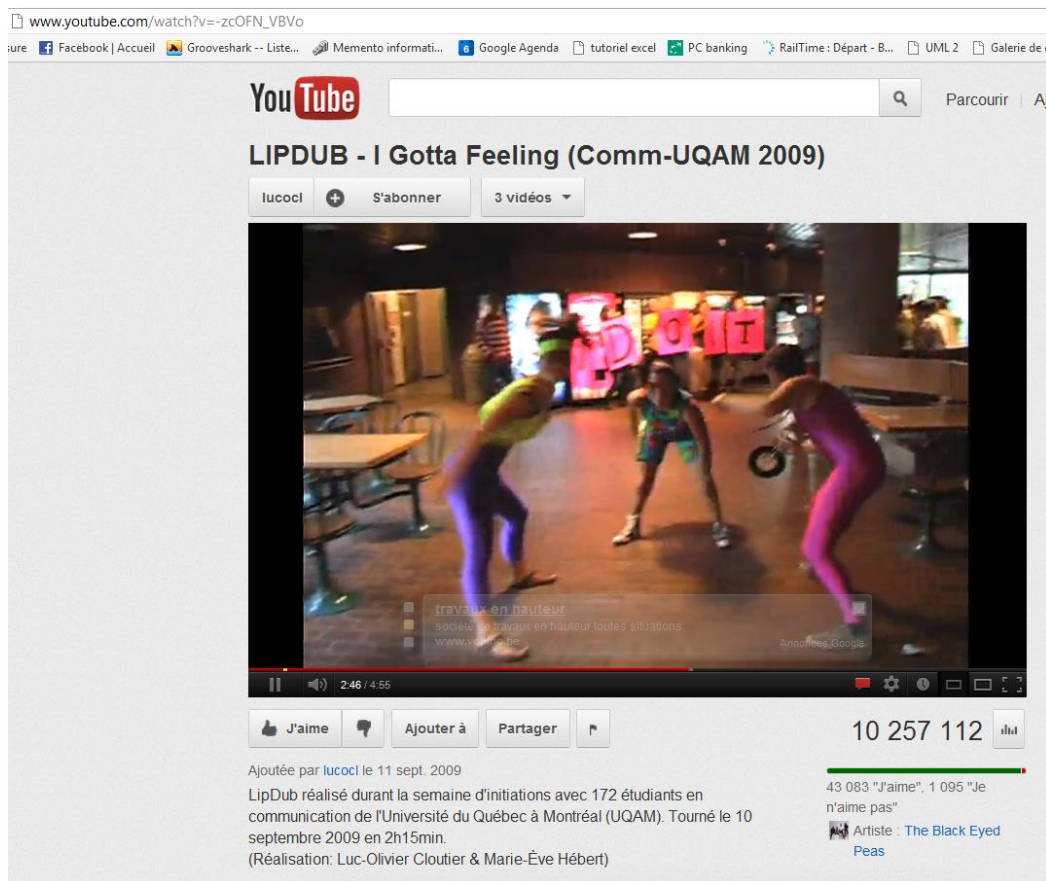 www.youtube.com/watch?v=-zcOFN_VBVo
sure Facebook | Accueil Grooveshark -- Liste... Memento informati... 6 Google Agenda tutoriel excel PC banking RailTime : Départ - B... UML 2 Galerie de
YouTube Parcourir
LIPDUB - I Gotta Feeling (Comm-UQAM 2009)
lucocl S'abonner 3 vidéos
D O I T
travaux en hauteur
société de travaux en hauteur toutes situations
Annonces Google
2:46 / 4:55
J'aime Ajouter à Partager 10 257 112
Ajoutée par lucocl le 11 sept. 2009
LipDub réalisé durant la semaine d'initiations avec 172 étudiants en
communication de l'Université du Québec à Montréal (UQAM). Tourné le 10
septembre 2009 en 2h15min.
(Réalisation: Luc-Olivier Cloutier & Marie-Ève Hébert)
43 083 "J'aime", 1 095 "Je
n'aime pas"
Artiste : The Black Eyed
Peas